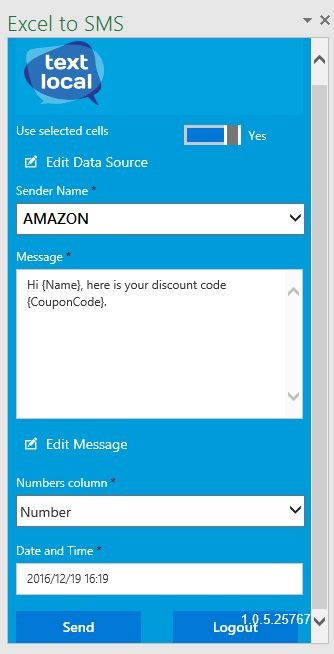 Excel to SMS
text
local
Use selected cells
Yes
Edit Data Source
Sender Name *
AMAZON
Message *
Hi {Name}, here is your discount code
{CouponCode}.
Edit Message
Numbers column *
Number
Date and Time *
2016/12/19 16:19
Send
Logout
1.0.5.25767